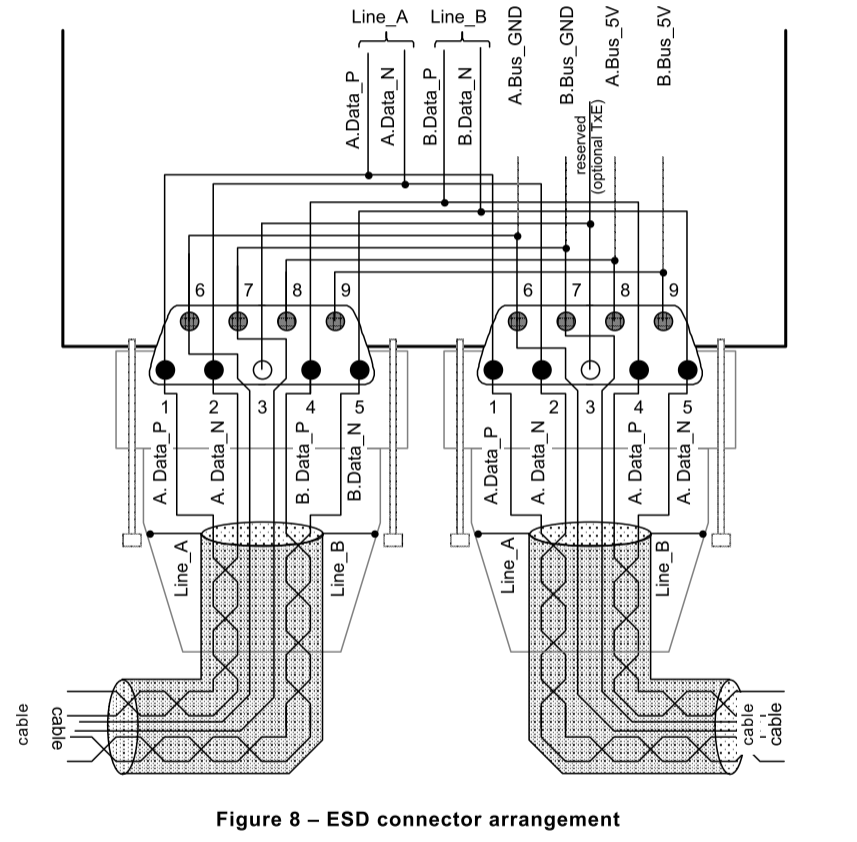 Line_A
Line_B
A.Data_P
A.Data_N
B.Data_P
B.Data_N
A.Bus_GND
B.Bus_GND
reserved
(optional TxE)
A.Bus_5V
B.Bus_5V
6
7
8
9
6
7
8
9
1
2
3
4
5
1
2
3
4
5
A. Data_P
A. Data_N
B. Data_P
B.Data_N
A.Data_P
A. Data_N
A. Data_P
A. Data_N
Line_A
Line_B
Line_A
Line_B
cable
cable
cable
cable
Figure 8 – ESD connector arrangement